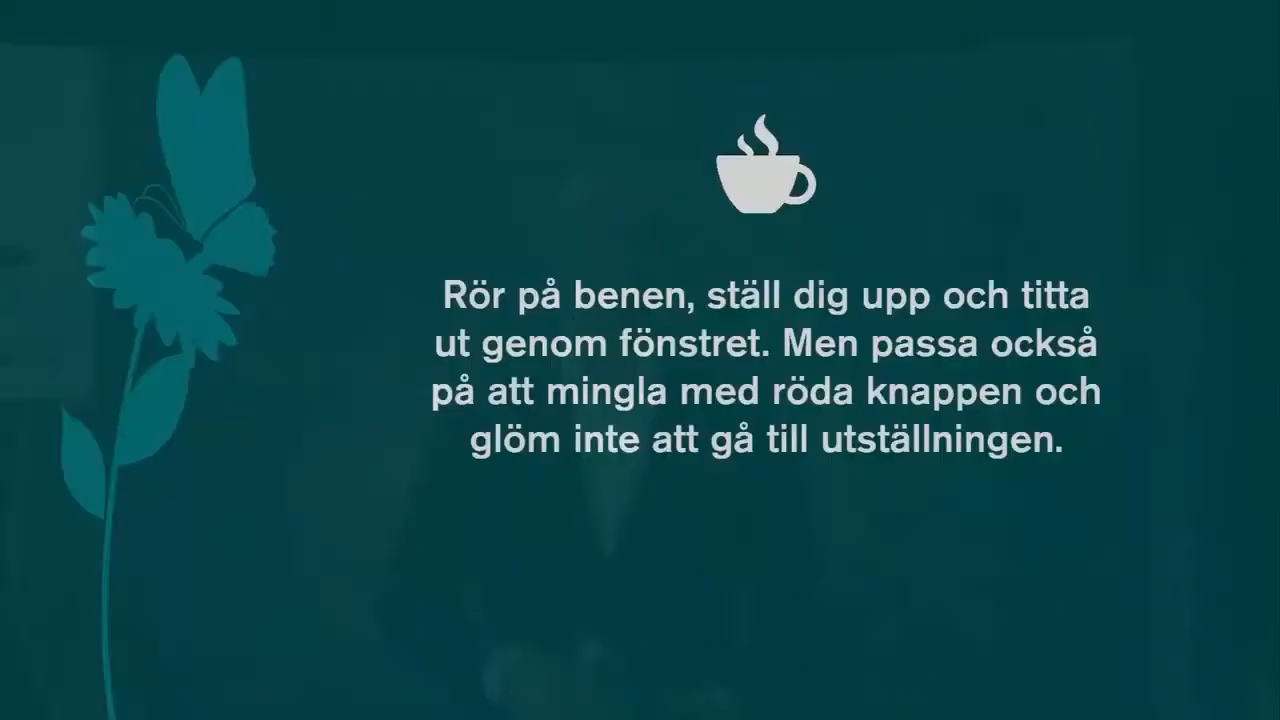 Rör på benen, ställ dig upp och titta
ut genom fönstret. Men passa också
på att mingla med röda knappen och
glöm inte att gå till utställningen.